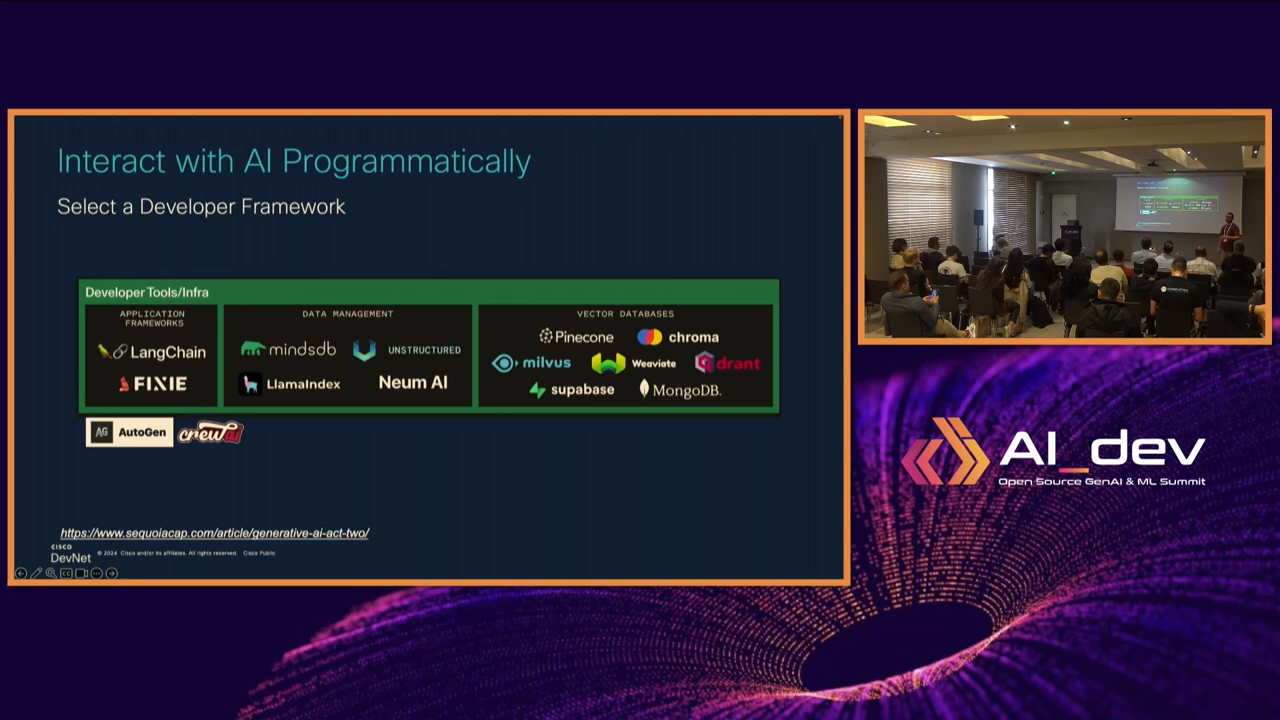 Interact with AI Programmatically
Select a Developer Framework
Developer Tools/Infra
APPLICATION
FRAMEWORKS
LangChain
FIXIE
DATA MANAGEMENT
mindsdb
UNSTRUCTURED
LlamaIndex
Neum AI
VECTOR DATABASES
Pinecone
chroma
milvus
Weaviate
drant
supabase
MongoDB.
AG AutoGen
crewai
https://www.sequoiacap.com/article/generative-ai-act-two/
CISCO
DevNet
© 2024 Cisco and/or its affiliates. All rights reserved. Cisco Public
AI_dev
Open Source GenAI & ML Summit